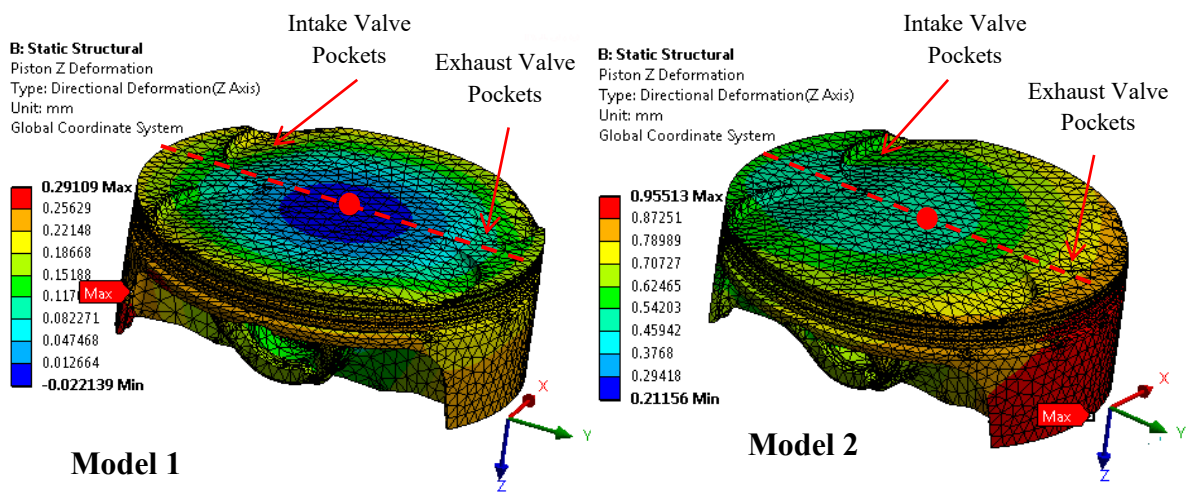 Intake Valve
Pockets
B: Static Structural
Piston Z Deformation
Type: Directional Deformation(Z Axis)
Unit: mm
Global Coordinate System
Exhaust Valve
Pockets
0.29109 Max
0.25629
0.22148
0.18668
0.15188
0.082271
0.047468
0.012664
-0.022139 Min
Max
X
Y
Z
Model 1
Intake Valve
Pockets
B: Static Structural
Piston Z Deformation
Type: Directional Deformation(Z Axis)
Unit: mm
Global Coordinate System
Exhaust Valve
Pockets
0.95513 Max
0.87251
0.78989
0.70727
0.62465
0.54203
0.45942
0.3768
0.29418
0.21156 Min
Max
X
Y
Z
Model 2